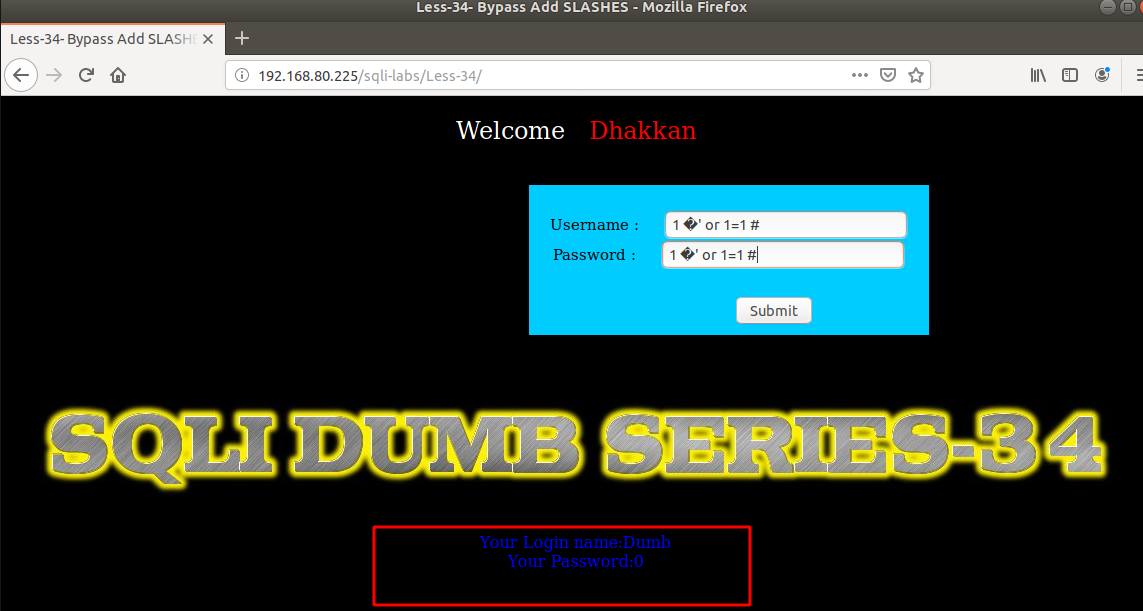 Less-34- Bypass Add SLASHES - Mozilla Firefox
Less-34- Bypass Add SLASHE
192.168.80.225/sqli-labs/Less-34/
Welcome Dhakkan
Username : 1 �' or 1=1 #
Password : 1 �' or 1=1 #
Submit
SQLI DUMB SERIES-34
Your Login name:Dumb
Your Password:0